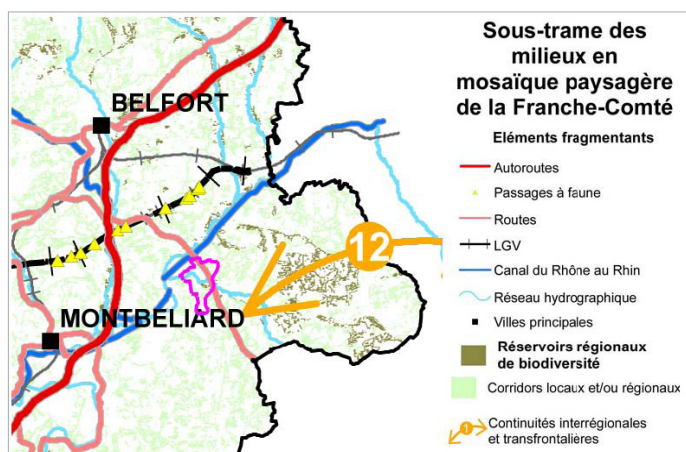 BELFORT
MONTBELIARD
12
Sous-trame des
milieux en
mosaïque paysagère
de la Franche-Comté
Eléments fragmentants
Autoroutes
Passages à faune
Routes
LGV
Canal du Rhône au Rhin
Réseau hydrographique
Villes principales
Réservoirs régionaux
de biodiversité
Corridors locaux et/ou régionaux
1
Continuités interrégionales
et transfrontalières